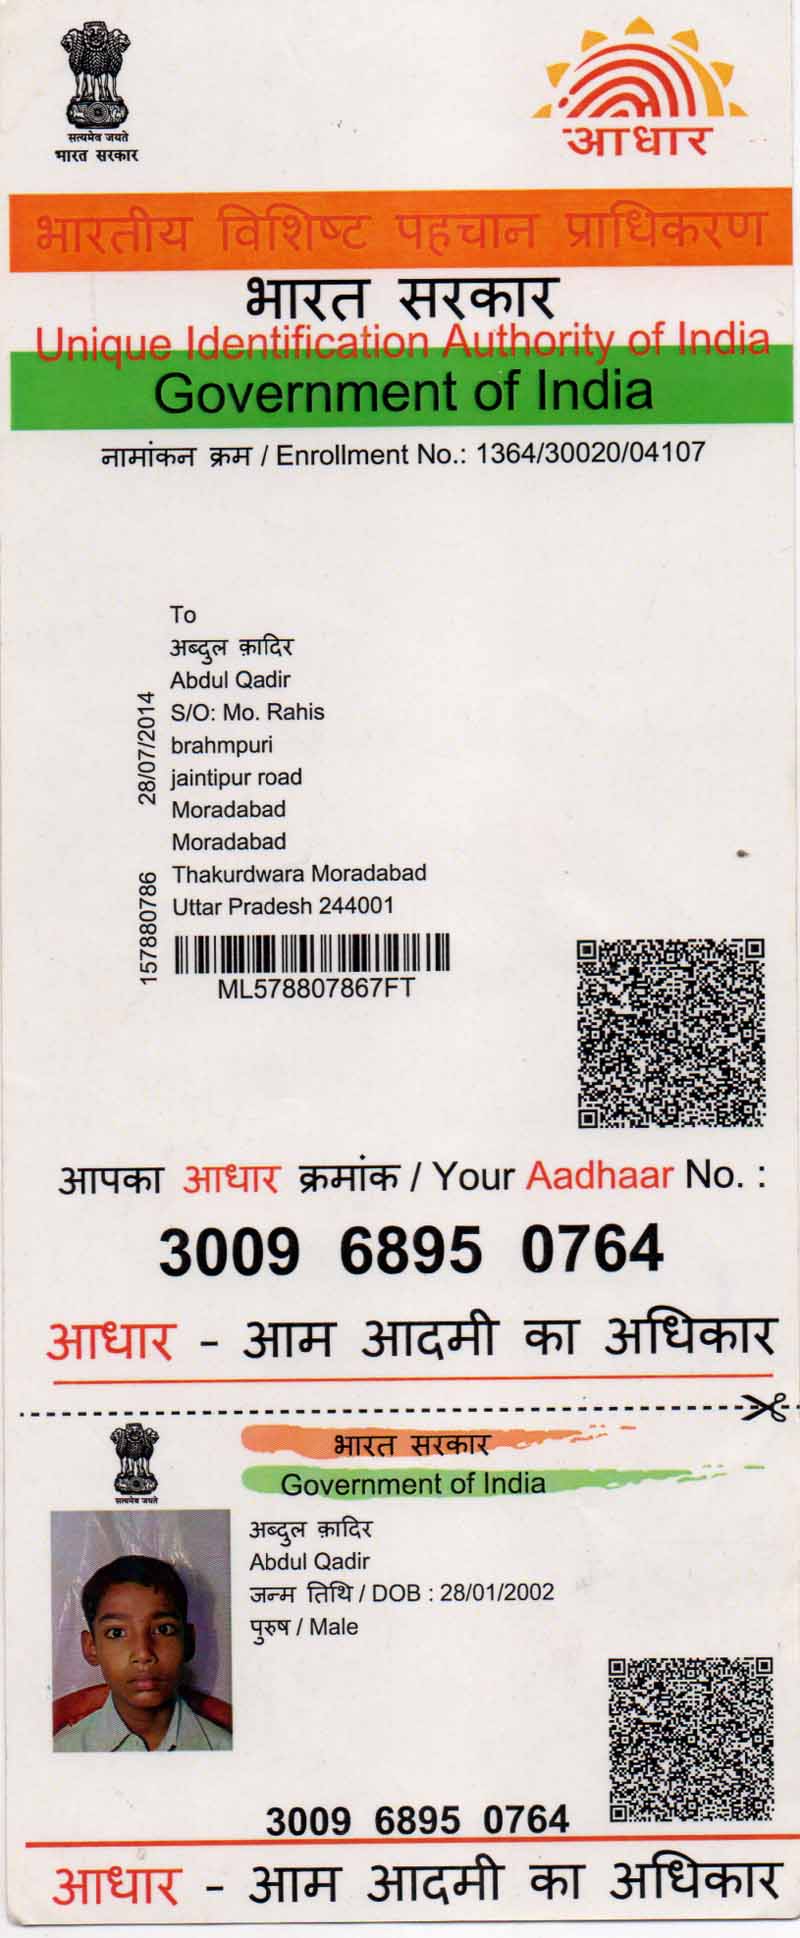 सत्यमेव जयते
भारत सरकार
आधार
भारतीय विशिष्ट पहचान प्राधिकरण
भारत सरकार
Unique Identification Authority of India
Government of India
नामांकन क्रम / Enrollment No.: 1364/30020/04107
To
अब्दुल क़ादिर
Abdul Qadir
S/O: Mo. Rahis
brahmpuri
jaintipur road
Moradabad
Moradabad
Thakurdwara Moradabad
Uttar Pradesh 244001
28/07/2014
157880786
ML578807867FT
आपका आधार क्रमांक / Your Aadhaar No. :
3009 6895 0764
आधार - आम आदमी का अधिकार
सत्यमेव जयते
भारत सरकार
Government of India
अब्दुल क़ादिर
Abdul Qadir
जन्म तिथि / DOB : 28/01/2002
पुरुष / Male
3009 6895 0764
आधार - आम आदमी का अधिकार